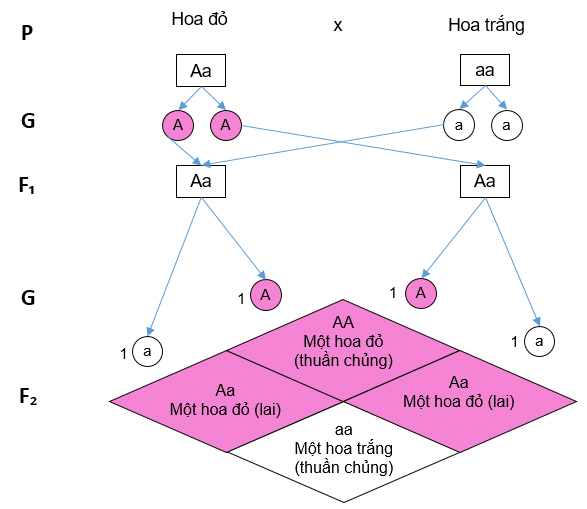 P Hoa đỏ x Hoa trắng
Aa aa
G A A a a
F₁ Aa Aa
G 1 A 1 A
1 a 1 a
F₂
AA
Một hoa đỏ
(thuần chủng)
Aa
Một hoa đỏ (lai)
Aa
Một hoa đỏ (lai)
aa
Một hoa trắng
(thuần chủng)